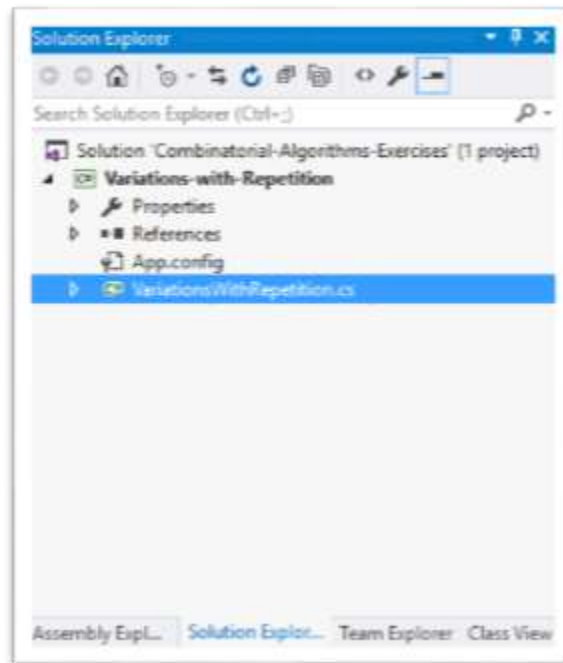 Solution Explorer
Search Solution Explorer (Ctrl+;)
Solution 'Combinatorial-Algorithms-Exercises' (1 project)
C# Variations-with-Repetition
Properties
References
App.config
VariationsWithRepetition.cs
Assembly Expl... Solution Explor... Team Explorer Class View